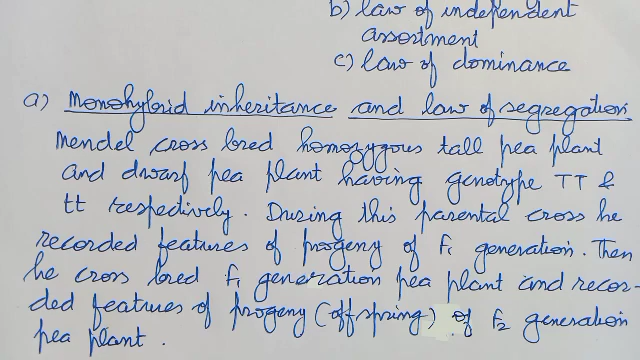 b) law of independent
assortment
c) law of dominance
a) Monohybrid inheritance and law of segregation
Mendel cross bred homozygous tall pea plant
and dwarf pea plant having genotype TT &
tt respectively. During this parental cross he
recorded features of progeny of F1 generation. Then
he cross bred F1 generation pea plant and recor-
ded features of progeny (offspring) of F2 generation
pea plant.